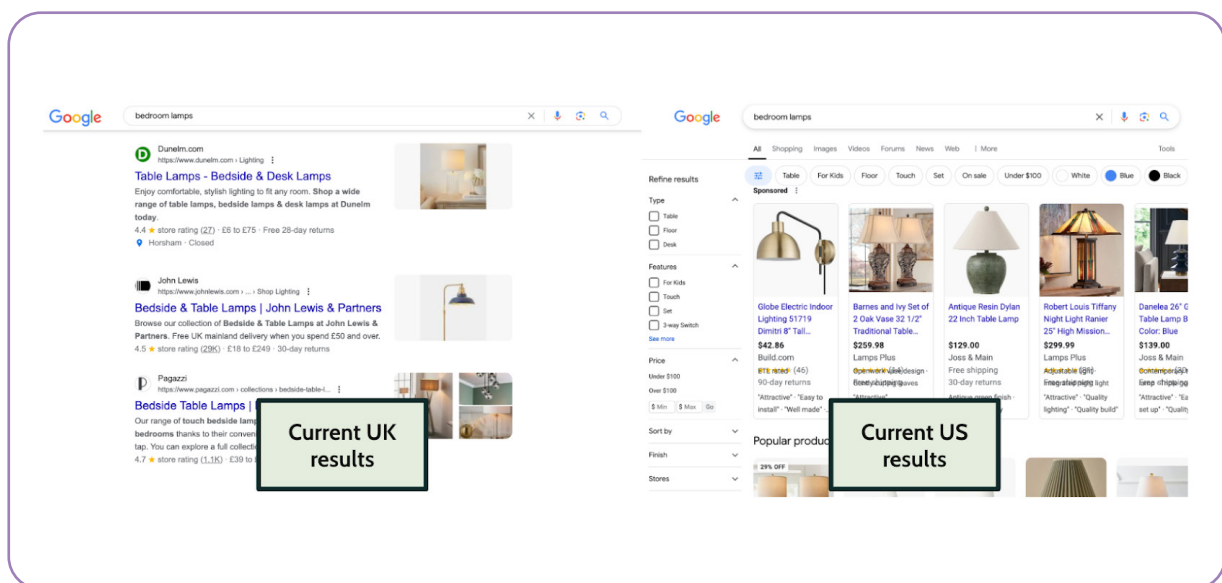 Google
bedroom lamps
Dunelm.com
https://www.dunelm.com › Lighting
Table Lamps - Bedside & Desk Lamps
Enjoy comfortable, stylish lighting to fit any room. Shop a wide
range of table lamps, bedside lamps & desk lamps at Dunelm
today.
4.4 ★ store rating (27) · £6 to £75 · Free 28-day returns
Horsham · Closed
John Lewis
https://www.johnlewis.com › ... › Shop Lighting
Bedside & Table Lamps | John Lewis & Partners
Browse our collection of Bedside & Table Lamps at John Lewis &
Partners. Free UK mainland delivery when you spend £50 and over.
4.5 ★ store rating (29K) · £18 to £249 · 30-day returns
Pagazzi
https://www.pagazzi.com › collections › bedside-table-l...
Bedside Table Lamps |
Our range of touch bedside
bedrooms thanks to their
tap. You can explore a full
4.7 ★ store rating (1.1K) · £39 to
Current UK
results
Google
bedroom lamps
All Shopping Images Videos Forums News Web More Tools
Refine results
Table For Kids Floor Touch Set On sale Under $100 White Blue Black
Sponsored
Type
Table
Floor
Desk
Features
For Kids
Touch
Set
3-way Switch
See more
Price
Under $100
Over $100
$ Min $ Max Go
Sort by
Finish
Stores
Globe Electric Indoor
Lighting 51719
Dimitri 8" Tall...
$42.86
Build.com
(46)
90-day returns
"Attractive" · "Easy to
install" · "Well made" ·
Barnes and Ivy Set of
2 Oak Vase 32 1/2"
Traditional Table...
$259.98
Lamps Plus
"Attractive"
Antique Resin Dylan
22 Inch Table Lamp
$129.00
Joss & Main
Free shipping
30-day returns
Antique green finish ·
Robert Louis Tiffany
Night Light Ranier
25" High Mission...
$299.99
Lamps Plus
"Attractive" · "Quality
lighting" · "Quality build"
Danelea 26"
Table Lamp
Color: Blue
$139.00
Joss & Main
"Attractive" ·
set up" ·
Popular
29% OFF
Current US
results